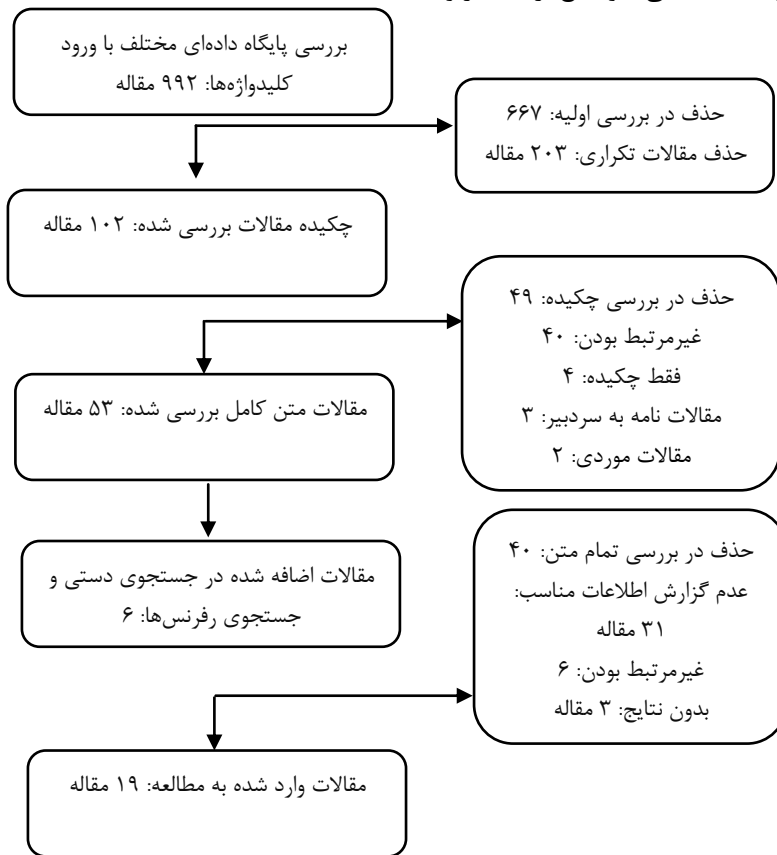 بررسی پایگاه داده‌ای مختلف با ورود
کلیدواژه‌ها: ۹۹۲ مقاله
حذف در بررسی اولیه: ۶۶۷
حذف مقالات تکراری: ۲۰۳ مقاله
چکیده مقالات بررسی شده: ۱۰۲ مقاله
حذف در بررسی چکیده: ۴۹
غیرمرتبط بودن: ۴۰
فقط چکیده: ۴
مقالات نامه به سردبیر: ۳
مقالات موردی: ۲
مقالات متن کامل بررسی شده: ۵۳ مقاله
مقالات اضافه شده در جستجوی دستی و
جستجوی رفرنس‌ها: ۶
حذف در بررسی تمام متن: ۴۰
عدم گزارش اطلاعات مناسب:
۳۱ مقاله
غیرمرتبط بودن: ۶
بدون نتایج: ۳ مقاله
مقالات وارد شده به مطالعه: ۱۹ مقاله